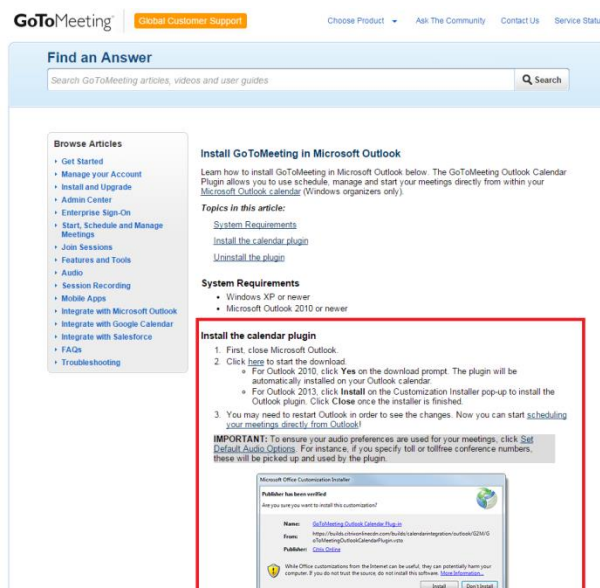 GoToMeeting Global Customer Support Choose Product Ask The Community Contact Us Service Statu
Find an Answer
Search GoToMeeting articles, videos and user guides Search
Browse Articles
Get Started
Manage your Account
Install and Upgrade
Admin Center
Enterprise Sign-On
Start, Schedule and Manage
Meetings
Join Sessions
Features and Tools
Audio
Session Recording
Mobile Apps
Integrate with Microsoft Outlook
Integrate with Google Calendar
Integrate with Salesforce
FAQs
Troubleshooting
Install GoToMeeting in Microsoft Outlook
Learn how to install GoToMeeting in Microsoft Outlook below. The GoToMeeting Outlook Calendar
Plugin allows you to use schedule, manage and start your meetings directly from within your
Microsoft Outlook calendar (Windows organizers only).
Topics in this article:
System Requirements
Install the calendar plugin
Uninstall the plugin
System Requirements
• Windows XP or newer
• Microsoft Outlook 2010 or newer
Install the calendar plugin
1. First, close Microsoft Outlook.
2. Click here to start the download.
For Outlook 2010, click Yes on the download prompt. The plugin will be
automatically installed on your Outlook calendar.
For Outlook 2013, click Install on the Customization Installer pop-up to install the
Outlook plugin. Click Close once the installer is finished.
3. You may need to restart Outlook in order to see the changes. Now you can start scheduling
your meetings directly from Outlook!
IMPORTANT: To ensure your audio preferences are used for your meetings, click Set
Default Audio Options. For instance, if you specify toll or tollfree conference numbers,
these will be picked up and used by the plugin.
Microsoft Office Customization Installer
Publisher has been verified
Are you sure you want to install this customization?
Name: GoToMeeting Outlook Calendar Plug-in
From: https://builds.citrixonlinecdn.com/builds/calendarintegration/outlook/G2M/G
oToMeetingOutlookCalendarPlugin.vsto
Publisher: Citrix Online
While Office customizations from the Internet can be useful, they can potentially harm your
computer. If you do not trust the source, do not install this software. More Information...
Install Don't Install